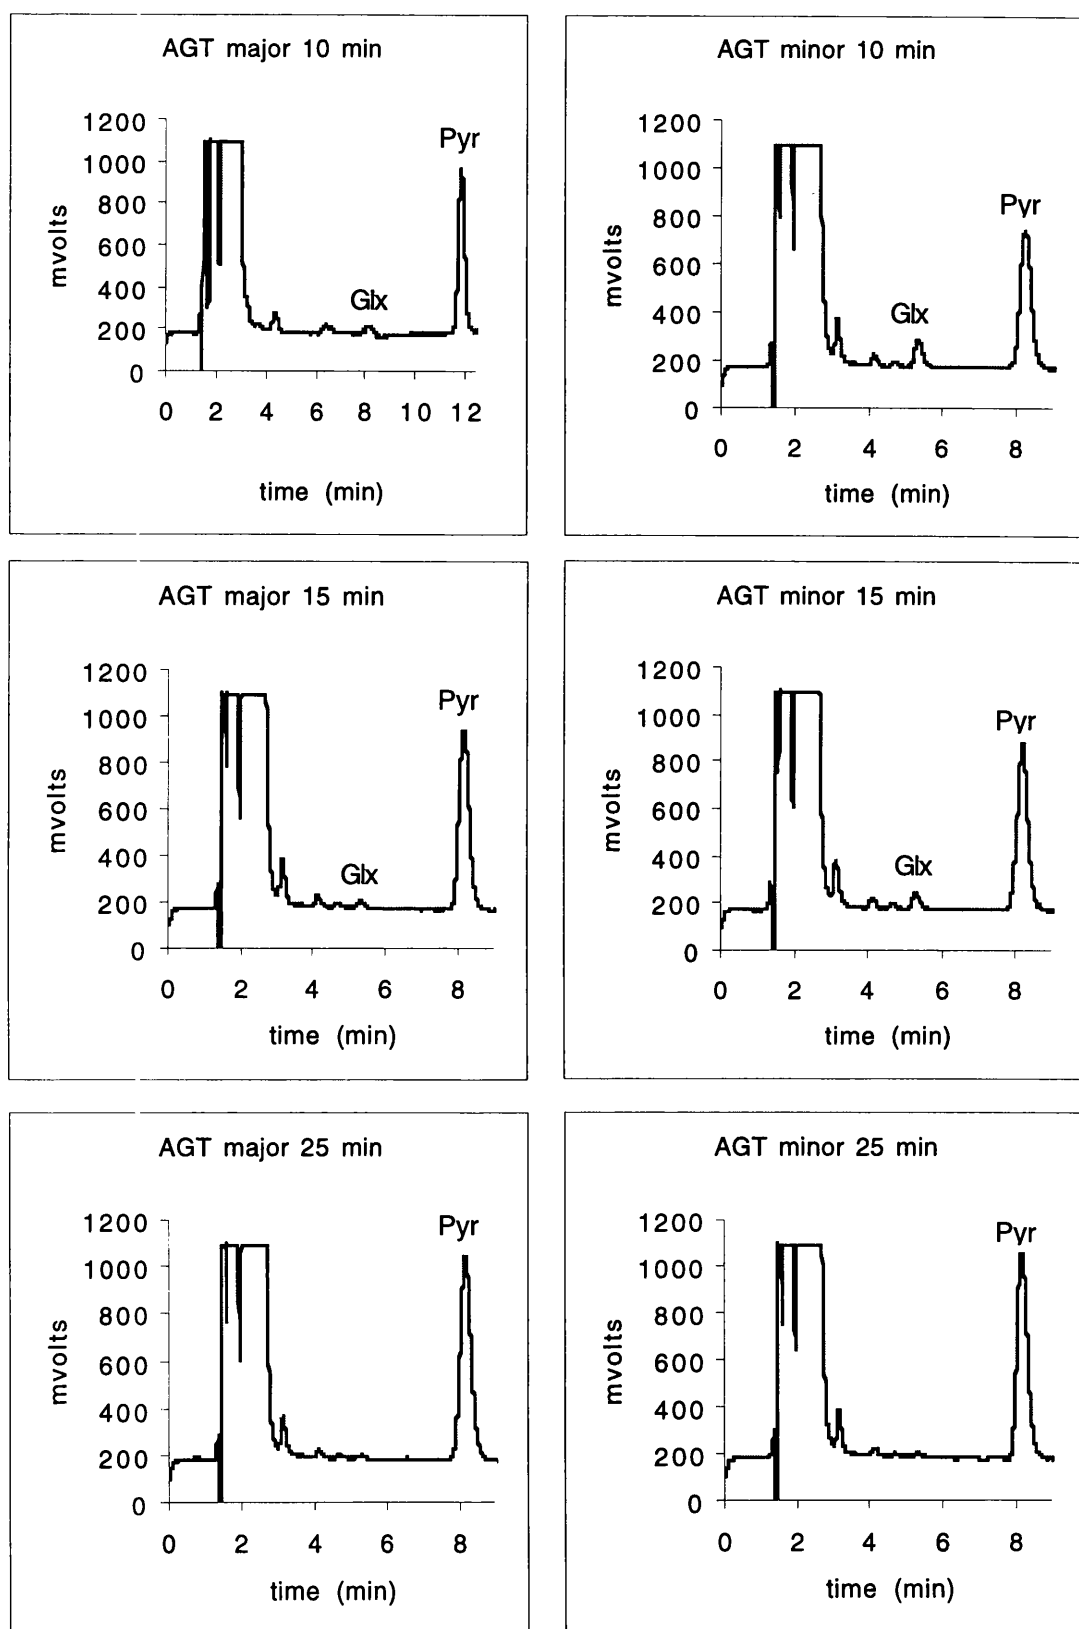 AGT major 10 min
1200
1000
800
600
400
200
0
mvolts
Glx
Pyr
0 2 4 6 8 10 12
time (min)
AGT minor 10 min
1200
1000
800
600
400
200
0
mvolts
Glx
Pyr
0 2 4 6 8
time (min)
AGT major 15 min
1200
1000
800
600
400
200
0
mvolts
Glx
Pyr
0 2 4 6 8
time (min)
AGT minor 15 min
1200
1000
800
600
400
200
0
mvolts
Glx
Pyr
0 2 4 6 8
time (min)
AGT major 25 min
1200
1000
800
600
400
200
0
mvolts
Pyr
0 2 4 6 8
time (min)
AGT minor 25 min
1200
1000
800
600
400
200
0
mvolts
Pyr
0 2 4 6 8
time (min)